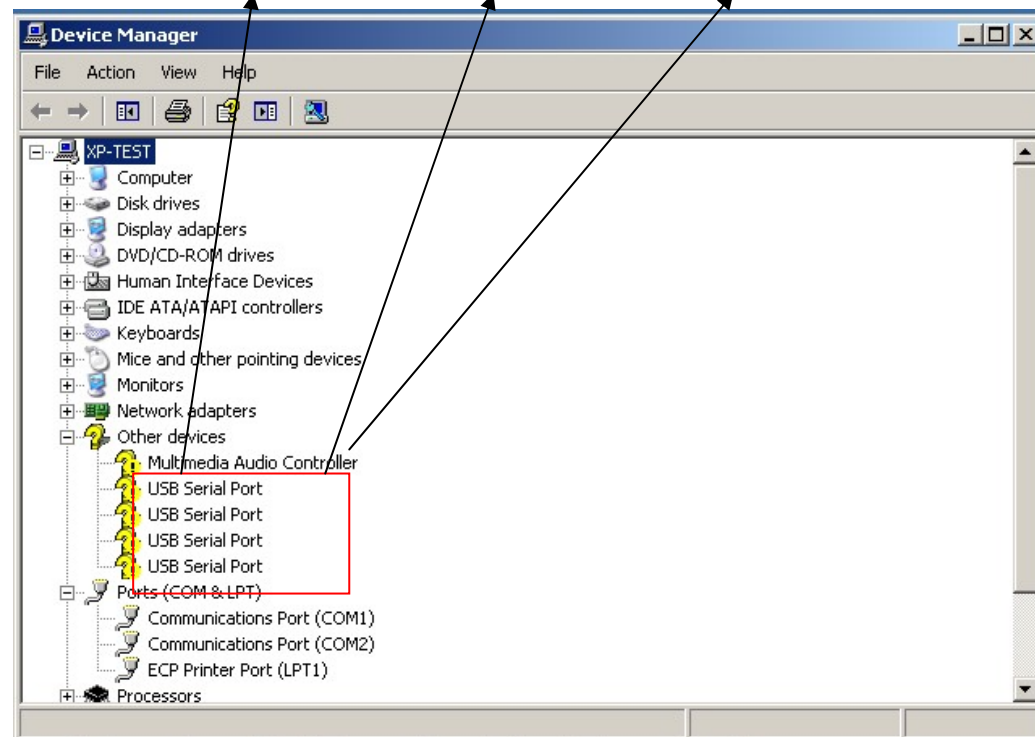 Device Manager
File Action View Help
XP-TEST
Computer
Disk drives
Display adapters
DVD/CD-ROM drives
Human Interface Devices
IDE ATA/ATAPI controllers
Keyboards
Mice and other pointing devices
Monitors
Network adapters
Other devices
Multimedia Audio Controller
USB Serial Port
USB Serial Port
USB Serial Port
USB Serial Port
Ports (COM & LPT)
Communications Port (COM1)
Communications Port (COM2)
ECP Printer Port (LPT1)
Processors